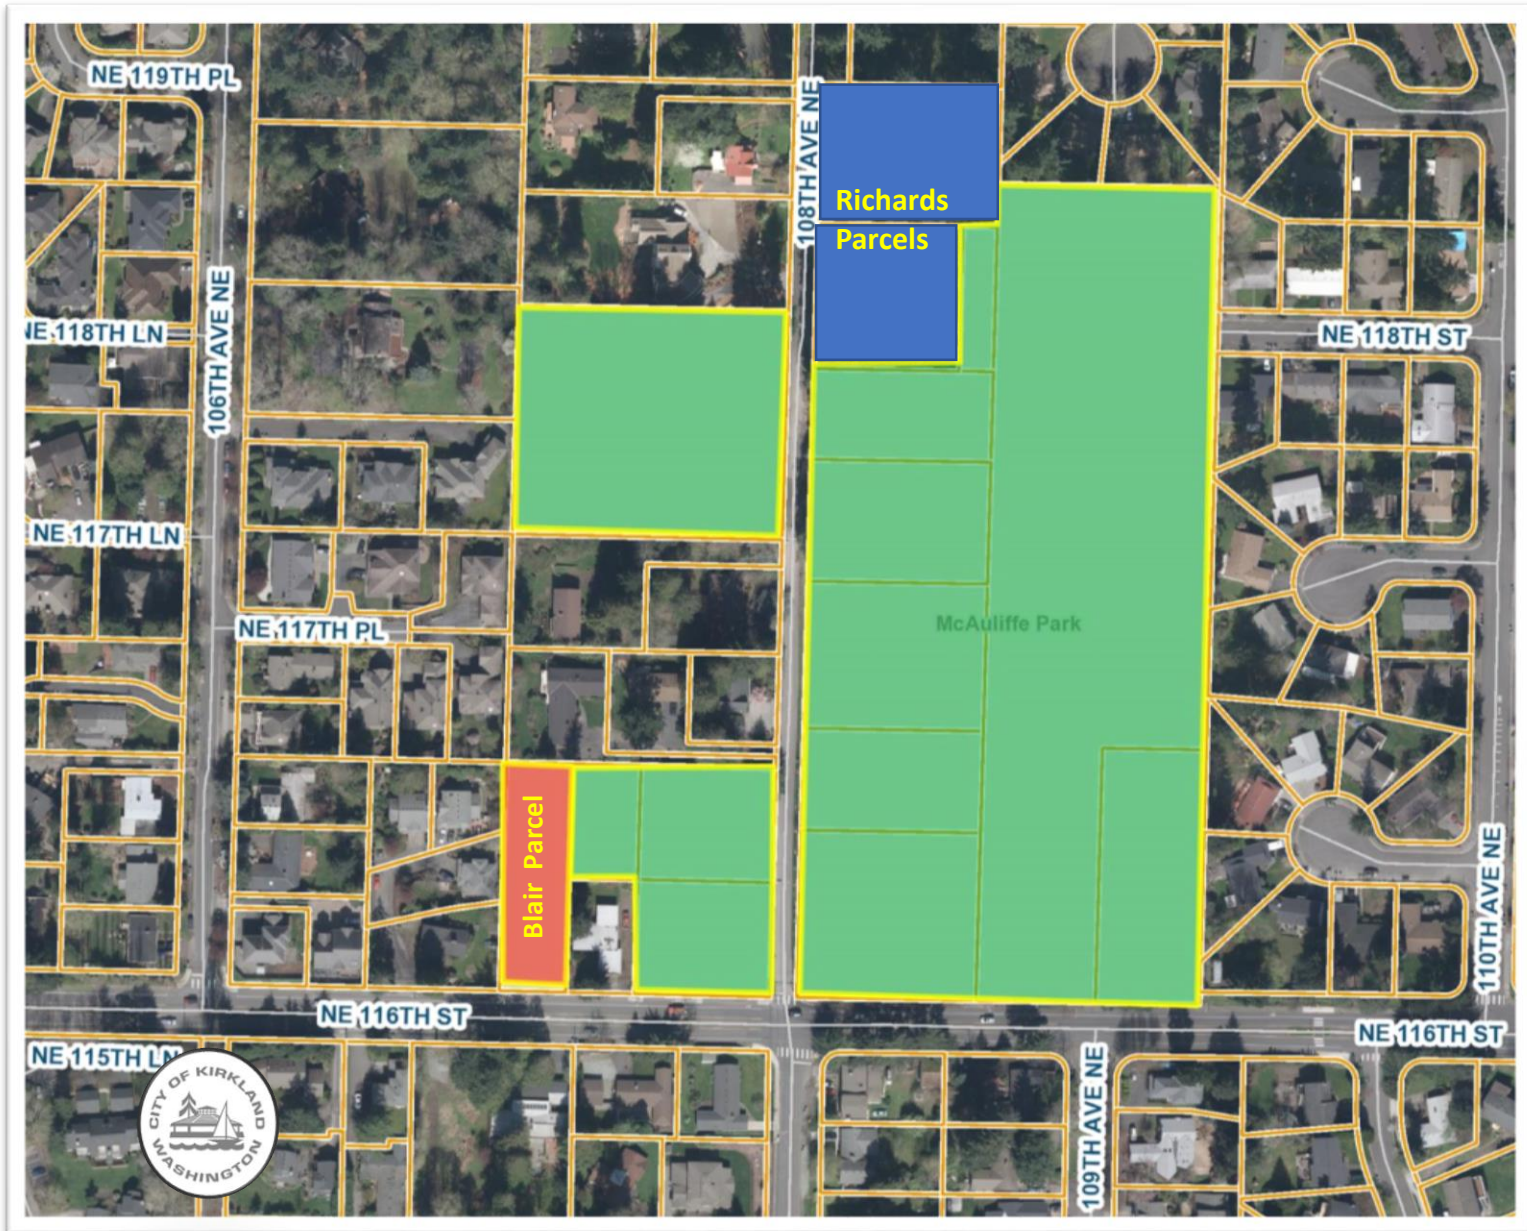 NE 119TH PL
108TH AVE NE
Richards
Parcels
106TH AVE NE
NE 118TH LN
NE 118TH ST
NE 117TH LN
NE 117TH PL
McAuliffe Park
Blair Parcel
110TH AVE NE
NE 116TH ST
NE 116TH ST
NE 115TH LN
109TH AVE NE
CITY OF KIRKLAND
WASHINGTON